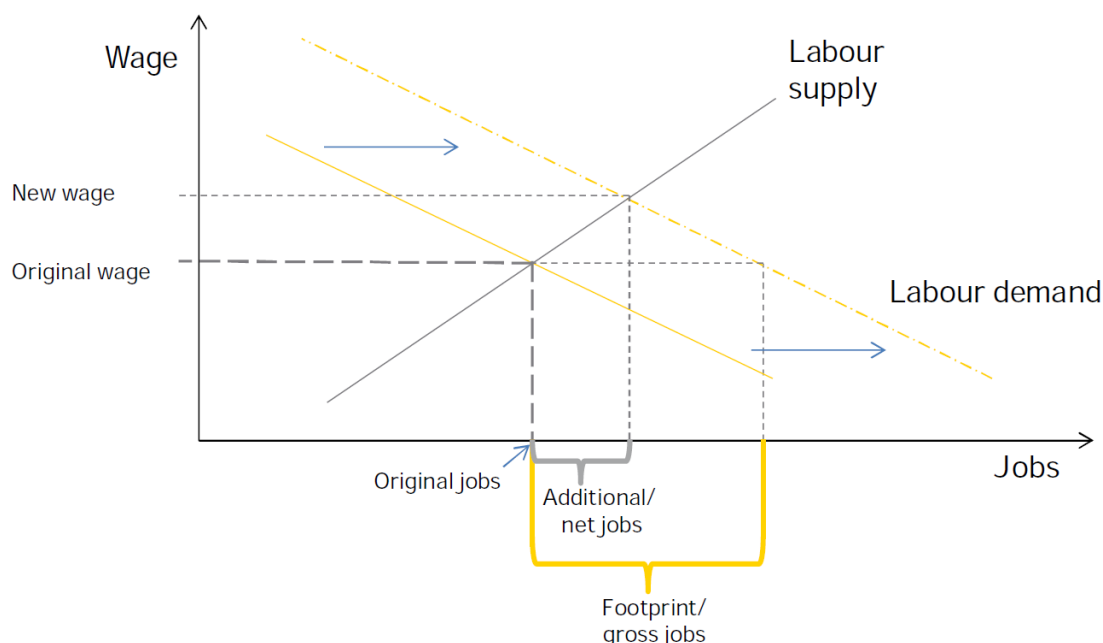 Wage
Labour
supply
New wage
Original wage
Labour demand
Jobs
Original jobs
Additional/
net jobs
Footprint/
gross jobs